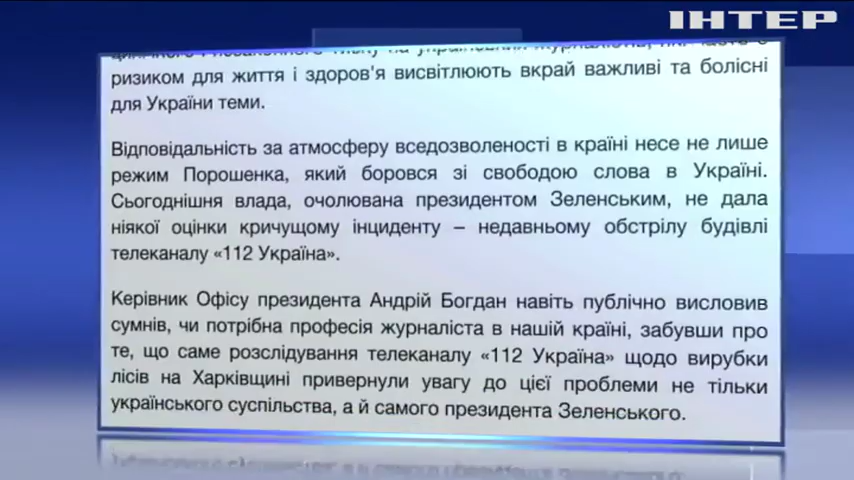 ІНТЕР
ризиком для життя і здоров'я висвітлюють вкрай важливі та болісні
для України теми.
Відповідальність за атмосферу вседозволеності в країні несе не лише
режим Порошенка, який боровся зі свободою слова в Україні.
Сьогоднішня влада, очолювана президентом Зеленським, не дала
ніякої оцінки кричущому інциденту – недавньому обстрілу будівлі
телеканалу «112 Україна».
Керівник Офісу президента Андрій Богдан навіть публічно висловив
сумнів, чи потрібна професія журналіста в нашій країні, забувши про
те, що саме розслідування телеканалу «112 Україна» щодо вирубки
лісів на Харківщині привернули увагу до цієї проблеми не тільки
українського суспільства, а й самого президента Зеленського.